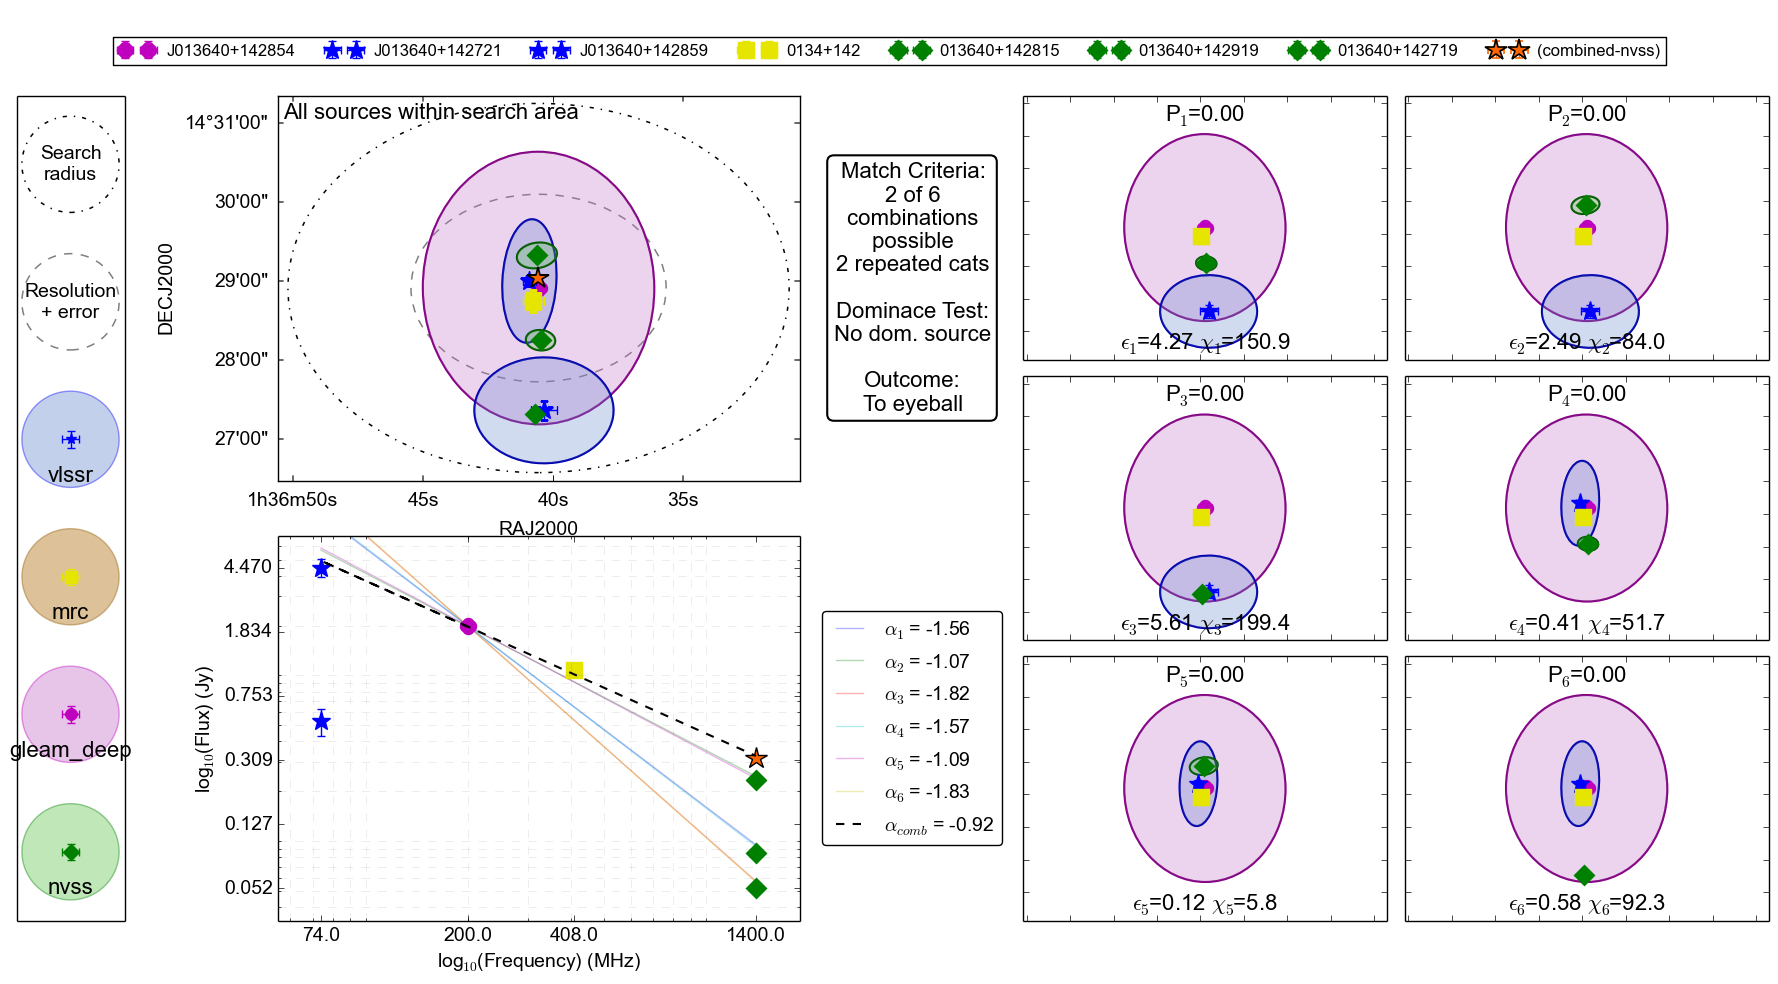 J013640+142854 J013640+142721 J013640+142859 0134+142 013640+142815 013640+142919 013640+142719 (combined-nvss)
Search
radius
Resolution
+ error
vlssr
mrc
gleam_deep
nvss
All sources within search area
14°31'00"
30'00"
29'00"
28'00"
27'00"
DECJ2000
1h36m50s 45s 40s 35s
RAJ2000
Match Criteria:
2 of 6
combinations
possible
2 repeated cats
Dominace Test:
No dom. source
Outcome:
To eyeball
4.470
1.834
0.753
0.309
0.127
0.052
log10(Flux) (Jy)
74.0 200.0 408.0 1400.0
log10(Frequency) (MHz)
α1 = -1.56
α2 = -1.07
α3 = -1.82
α4 = -1.57
α5 = -1.09
α6 = -1.83
αcomb = -0.92
P1=0.00
ϵ1=4.27 χ1=150.9
P2=0.00
ϵ2=2.49 χ2=84.0
P3=0.00
ϵ3=5.61 χ3=199.4
P4=0.00
ϵ4=0.41 χ4=51.7
P5=0.00
ϵ5=0.12 χ5=5.8
P6=0.00
ϵ6=0.58 χ6=92.3